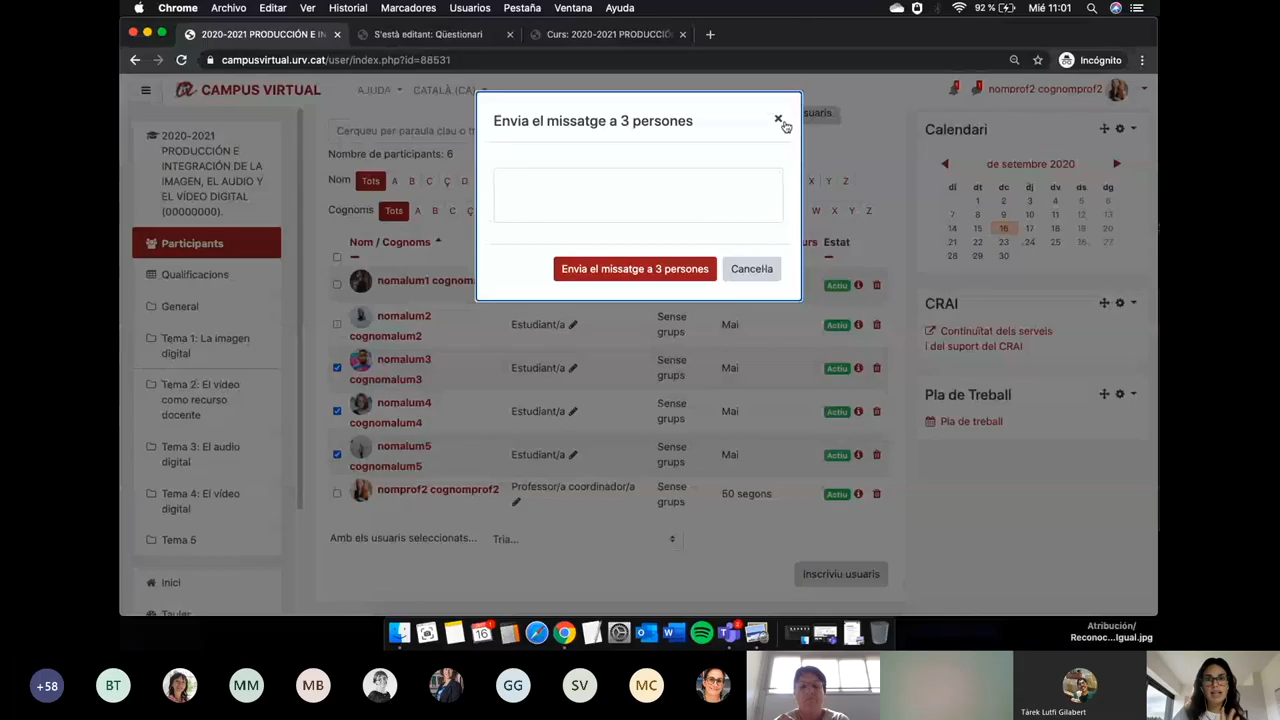 Chrome Archivo Editar Ver Historial Marcadores Usuarios Pestaña Ventana Ayuda 92 % Mié 11:01
2020-2021 PRODUCCIÓN E IN S'està editant: Qüestionari Curs: 2020-2021 PRODUCCIÓ
campusvirtual.urv.cat/user/index.php?id=88531 Incógnito
CAMPUS VIRTUAL AJUDA CATALÀ (CA) nomprof2 cognomprof2
2020-2021
PRODUCCIÓN E
INTEGRACIÓN DE LA
IMAGEN, EL AUDIO Y
EL VÍDEO DIGITAL
(00000000).
Participants
Qualificacions
General
Tema 1: La imagen
digital
Tema 2: El vídeo
como recurso
docente
Tema 3: El audio
digital
Tema 4: El vídeo
digital
Tema 5
Inici
Tauler
Cerqueu per paraula clau o tr
suaris
Nombre de participants: 6
Nom Tots A B C Ç D X Y Z
Cognoms Tots A B C Ç W X Y Z
Nom / Cognoms urs Estat
nomalum1 cognom Actiu
nomalum2
cognomalum2 Estudiant/a Sense
grups Mai Actiu
nomalum3
cognomalum3 Estudiant/a Sense
grups Mai Actiu
nomalum4
cognomalum4 Estudiant/a Sense
grups Mai Actiu
nomalum5
cognomalum5 Estudiant/a Sense
grups Mai Actiu
nomprof2 cognomprof2 Professor/a coordinador/a Sense
grups 50 segons Actiu
Amb els usuaris seleccionats... Tria...
Inscriviu usuaris
Envia el missatge a 3 persones ×
Envia el missatge a 3 persones Cancel·la
Calendari
de setembre 2020
dl dt dc dj dv ds dg
1 2 3 4 5 6
7 8 9 10 11 12 13
14 15 16 17 18 19 20
21 22 23 24 25 26 27
28 29 30
CRAI
Continuïtat dels serveis
i del suport del CRAI
Pla de Treball
Pla de treball
16
Atribución/
Reconoc...Igual.jpg
+58 BT MM MB GG SV MC
Tàrek Lutfi Gilabert